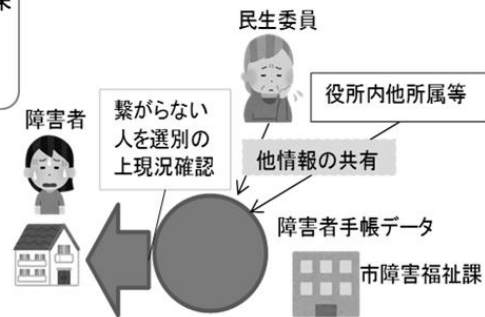 民生委員
役所内他所属等
繋がらない
人を選別の
上現況確認
障害者
他情報の共有
障害者手帳データ
市障害福祉課